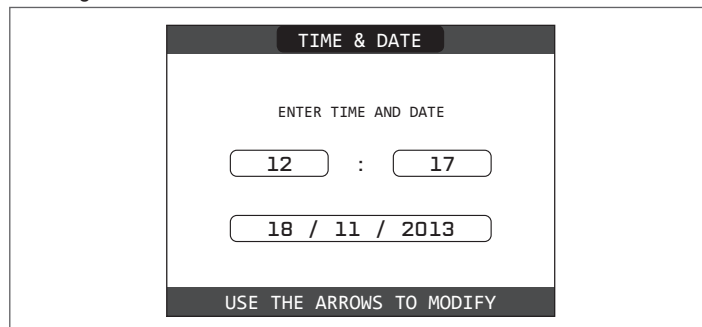 TIME & DATE
ENTER TIME AND DATE
12 : 17
18 / 11 / 2013
USE THE ARROWS TO MODIFY